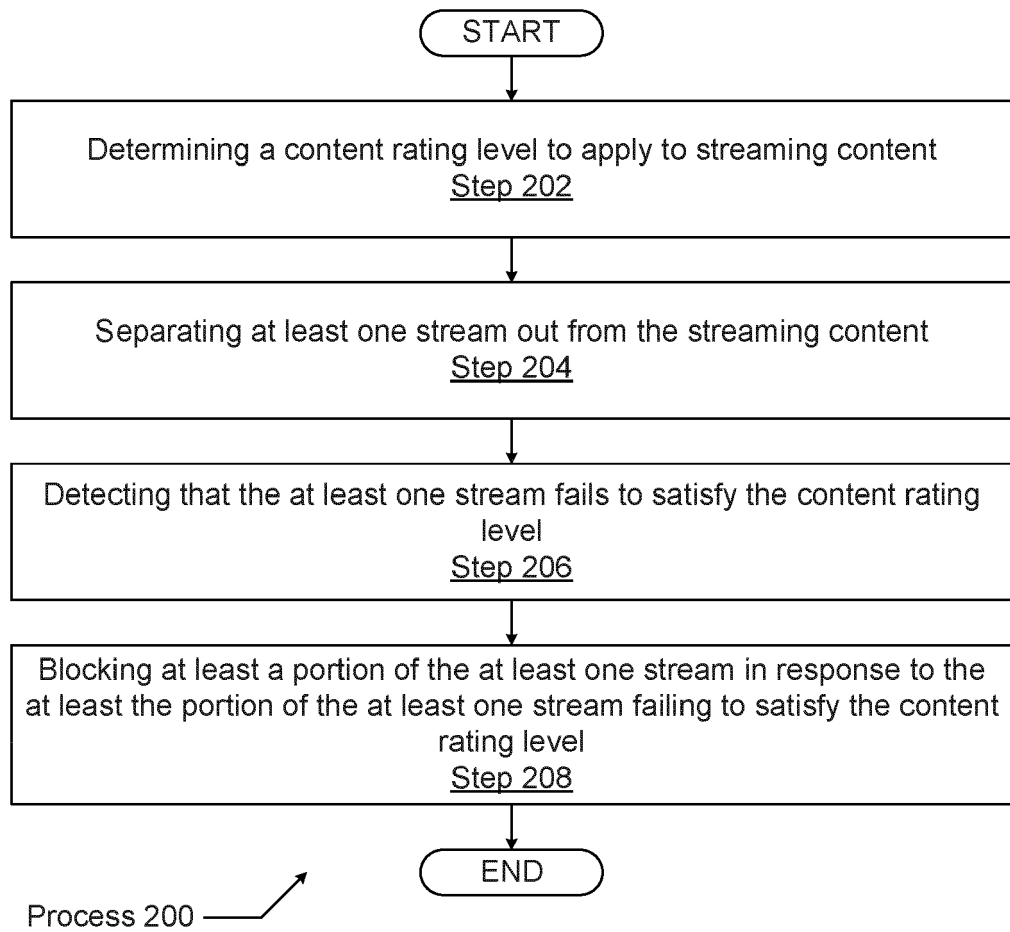 START
Determining a content rating level to apply to streaming content
Step 202
Separating at least one stream out from the streaming content
Step 204
Detecting that the at least one stream fails to satisfy the content rating
level
Step 206
Blocking at least a portion of the at least one stream in response to the
at least the portion of the at least one stream failing to satisfy the content
rating level
Step 208
END
Process 200